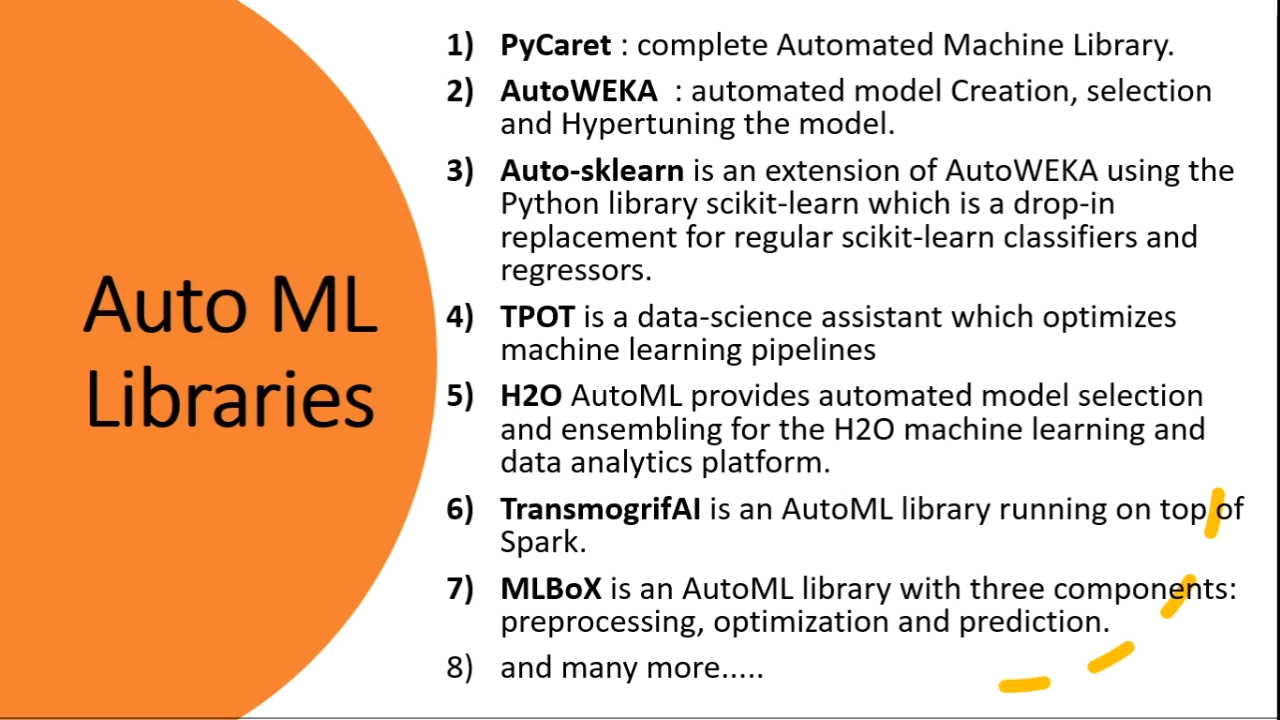 Auto ML
Libraries
1) PyCaret : complete Automated Machine Library.
2) AutoWEKA : automated model Creation, selection
and Hypertuning the model.
3) Auto-sklearn is an extension of AutoWEKA using the
Python library scikit-learn which is a drop-in
replacement for regular scikit-learn classifiers and
regressors.
4) TPOT is a data-science assistant which optimizes
machine learning pipelines
5) H2O AutoML provides automated model selection
and ensembling for the H2O machine learning and
data analytics platform.
6) TransmogrifAI is an AutoML library running on top of
Spark.
7) MLBoX is an AutoML library with three components:
preprocessing, optimization and prediction.
8) and many more.....